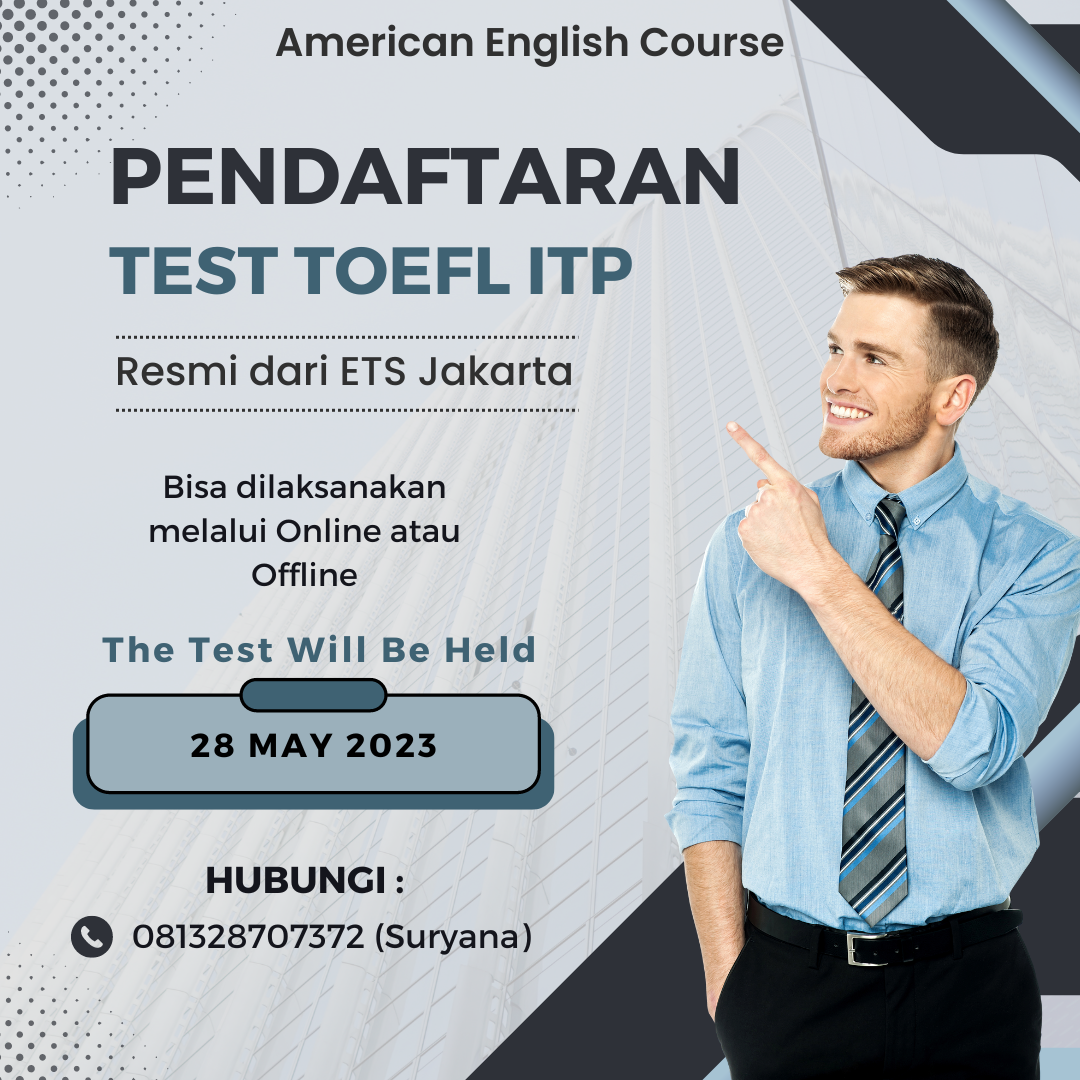 American English Course
PENDAFTARAN
TEST TOEFL ITP
Resmi dari ETS Jakarta
Bisa dilaksanakan
melalui Online atau
Offline
The Test Will Be Held
28 MAY 2023
HUBUNGI :
081328707372 (Suryana)